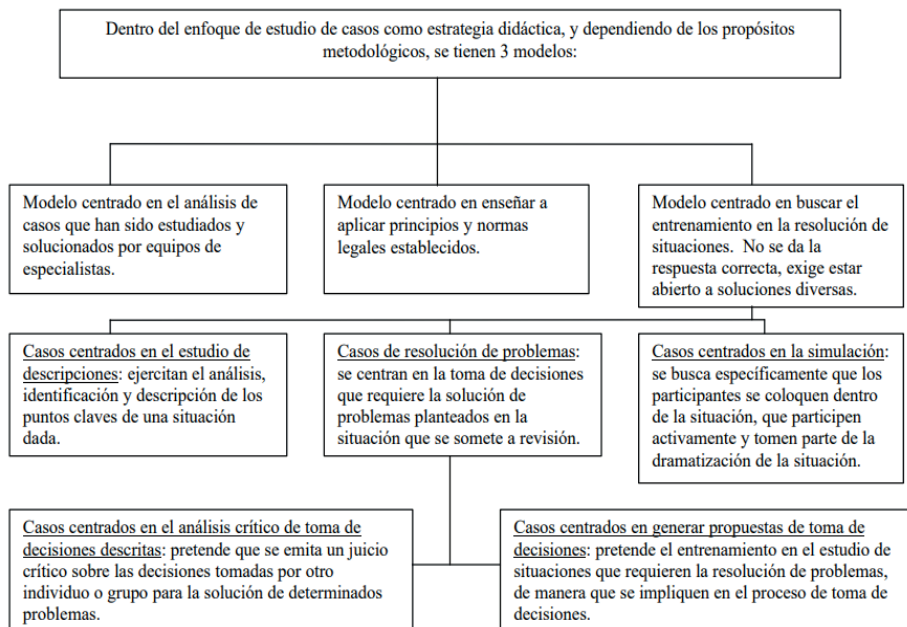 Dentro del enfoque de estudio de casos como estrategia didáctica, y dependiendo de los propósitos
metodológicos, se tienen 3 modelos:
Modelo centrado en el análisis de
casos que han sido estudiados y
solucionados por equipos de
especialistas.
Modelo centrado en enseñar a
aplicar principios y normas
legales establecidos.
Modelo centrado en buscar el
entrenamiento en la resolución de
situaciones. No se da la
respuesta correcta, exige estar
abierto a soluciones diversas.
Casos centrados en el estudio de
descripciones: ejercitan el análisis,
identificación y descripción de los
puntos claves de una situación
dada.
Casos de resolución de problemas:
se centran en la toma de decisiones
que requiere la solución de
problemas planteados en la
situación que se somete a revisión.
Casos centrados en la simulación:
se busca específicamente que los
participantes se coloquen dentro
de la situación, que participen
activamente y tomen parte de la
dramatización de la situación.
Casos centrados en el análisis crítico de toma de
decisiones descritas: pretende que se emita un juicio
crítico sobre las decisiones tomadas por otro
individuo o grupo para la solución de determinados
problemas.
Casos centrados en generar propuestas de toma de
decisiones: pretende el entrenamiento en el estudio de
situaciones que requieren la resolución de problemas,
de manera que se impliquen en el proceso de toma de
decisiones.